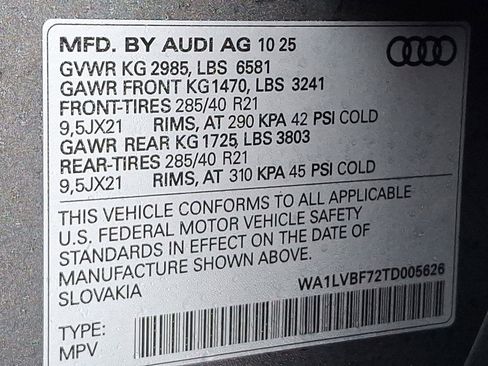 MFD. BY AUDI AG 10 25
GVWR KG 2985, LBS 6581
GAWR FRONT KG1470, LBS 3241
FRONT-TIRES 285/40 R21
9,5JX21 RIMS, AT 290 KPA 42 PSI COLD
GAWR REAR KG 1725, LBS 3803
REAR-TIRES 285/40 R21
9,5JX21 RIMS, AT 310 KPA 45 PSI COLD
THIS VEHICLE CONFORMS TO ALL APPLICABLE
U.S. FEDERAL MOTOR VEHICLE SAFETY
STANDARDS IN EFFECT ON THE DATE OF
MANUFACTURE SHOWN ABOVE.
SLOVAKIA WA1LVBF72TD005626
TYPE:
MPV